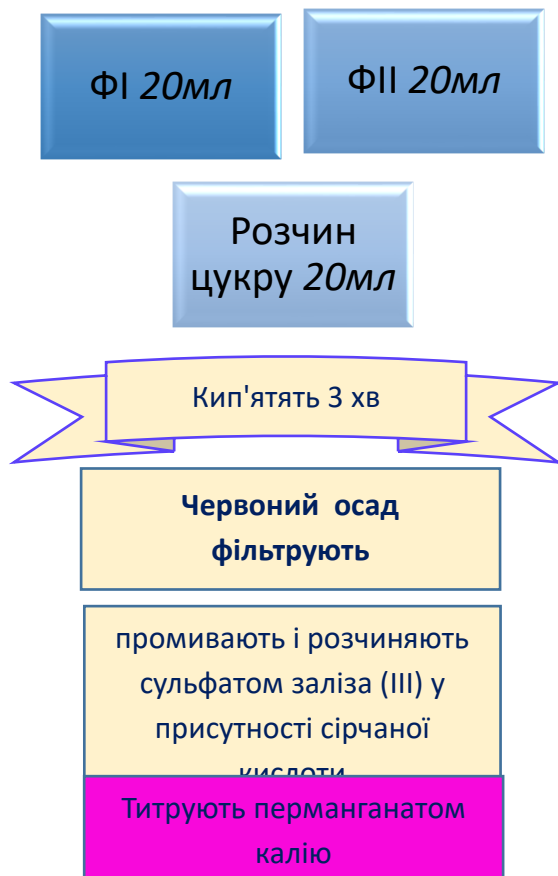 ФІ 20мл
ФІІ 20мл
Розчин
цукру 20мл
Кип'ятять 3 хв
Червоний осад
фільтрують
промивають і розчиняють
сульфатом заліза (ІІІ) у
присутності сірчаної
кислоти
Титрують перманганатом
калію